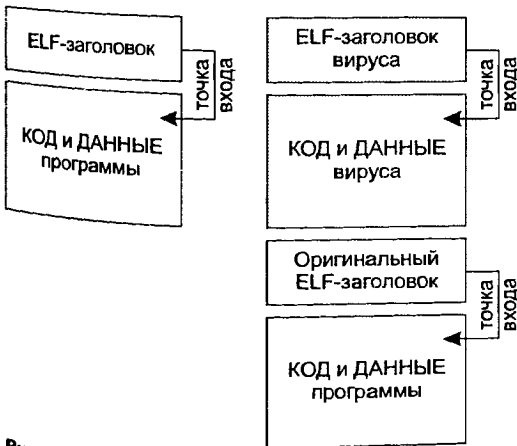 ELF-заголовок
точка
входа
КОД и ДАННЫЕ
программы
ELF-заголовок
вируса
точка
входа
КОД и ДАННЫЕ
вируса
Оригинальный
ELF-заголовок
точка
входа
КОД и ДАННЫЕ
программы